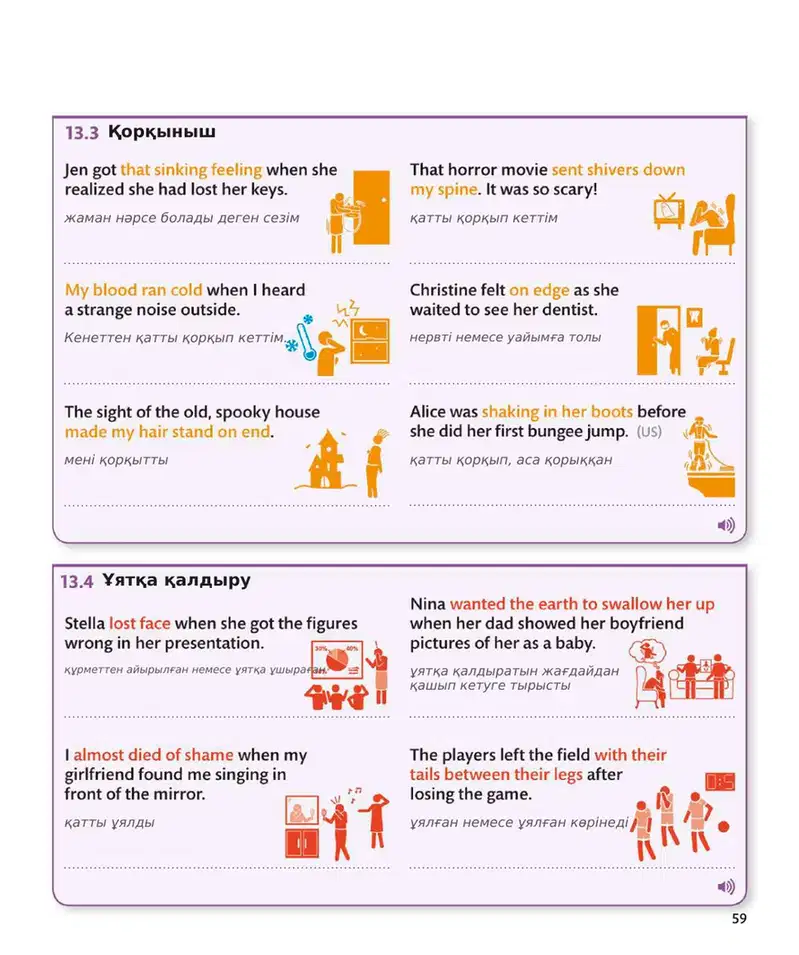 13.3 Қорқыныш
Jen got that sinking feeling when she
realized she had lost her keys.
жаман нәрсе болады деген сезім
That horror movie sent shivers down
my spine. It was so scary!
қатты қорқып кеттім
My blood ran cold when I heard
a strange noise outside.
Кенеттен қатты қорқып кеттім.
Christine felt on edge as she
waited to see her dentist.
нервті немесе уайымға толы
The sight of the old, spooky house
made my hair stand on end.
мені қорқытты
Alice was shaking in her boots before
she did her first bungee jump. (US)
қатты қорқып, аса қорыққан
13.4 Ұятқа қалдыру
Stella lost face when she got the figures
wrong in her presentation.
құрметтен айырылған немесе ұятқа ұшыраған.
30% 40%
Nina wanted the earth to swallow her up
when her dad showed her boyfriend
pictures of her as a baby.
ұятқа қалдыратын жағдайдан
қашып кетуге тырысты
I almost died of shame when my
girlfriend found me singing in
front of the mirror.
қатты ұялды
The players left the field with their
tails between their legs after
losing the game.
ұялған немесе ұялған көрінеді
0:5
59